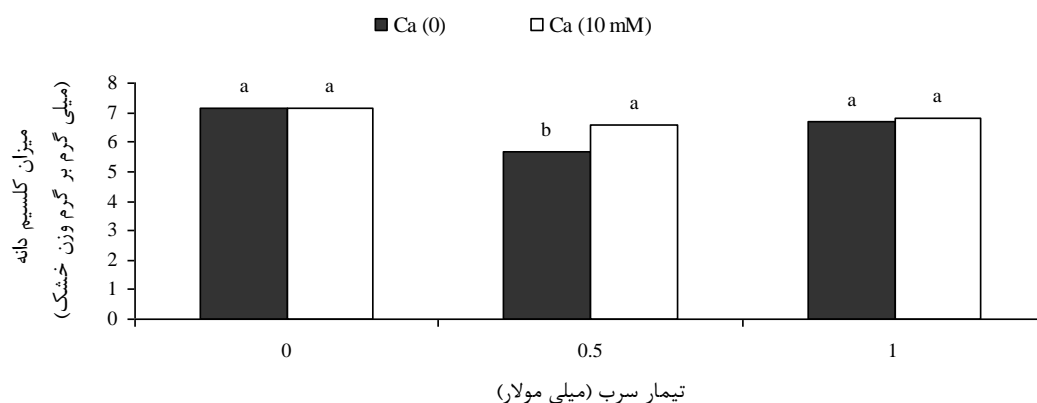 Ca (0) Ca (10 mM)
میزان کلسیم دانه
(میلی گرم بر گرم وزن خشک)
8
7
6
5
4
3
2
1
0
a a b a a a
0 0.5 1
تیمار سرب (میلی مولار)